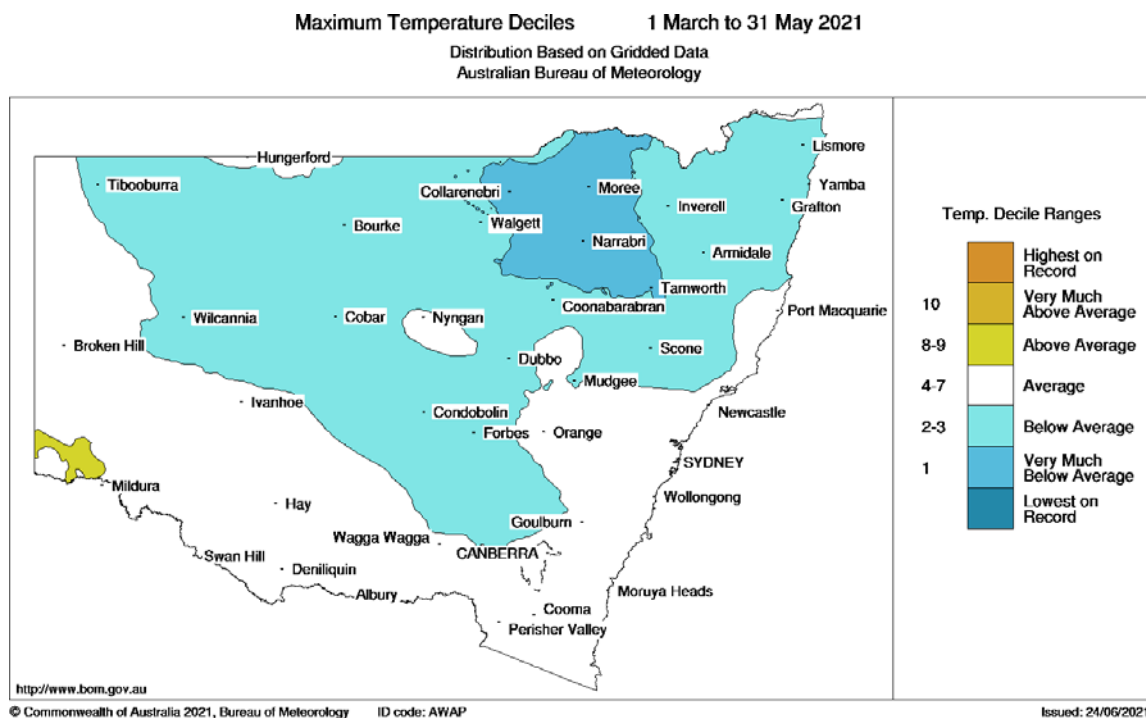 Maximum Temperature Deciles 1 March to 31 May 2021
Distribution Based on Gridded Data
Australian Bureau of Meteorology
Hungerford
Lismore
Tibooburra
Collarenebri
Moree
Yamba
Inverell
Grafton
Bourke
Walgett
Narrabri
Armidale
Tamworth
Coonabarabran
Port Macquarie
Wilcannia
Cobar
Nyngan
Broken Hill
Scone
Dubbo
Mudgee
Ivanhoe
Condobolin
Newcastle
Forbes
Orange
SYDNEY
Mildura
Wollongong
Hay
Goulburn
Wagga Wagga
CANBERRA
Swan Hill
Deniliquin
Albury
Moruya Heads
Cooma
Perisher Valley
Temp. Decile Ranges
Highest on
Record
10 Very Much
Above Average
8-9 Above Average
4-7 Average
2-3 Below Average
1 Very Much
Below Average
Lowest on
Record
http://www.bom.gov.au
© Commonwealth of Australia 2021, Bureau of Meteorology ID code: AWAP Issued: 24/06/2021